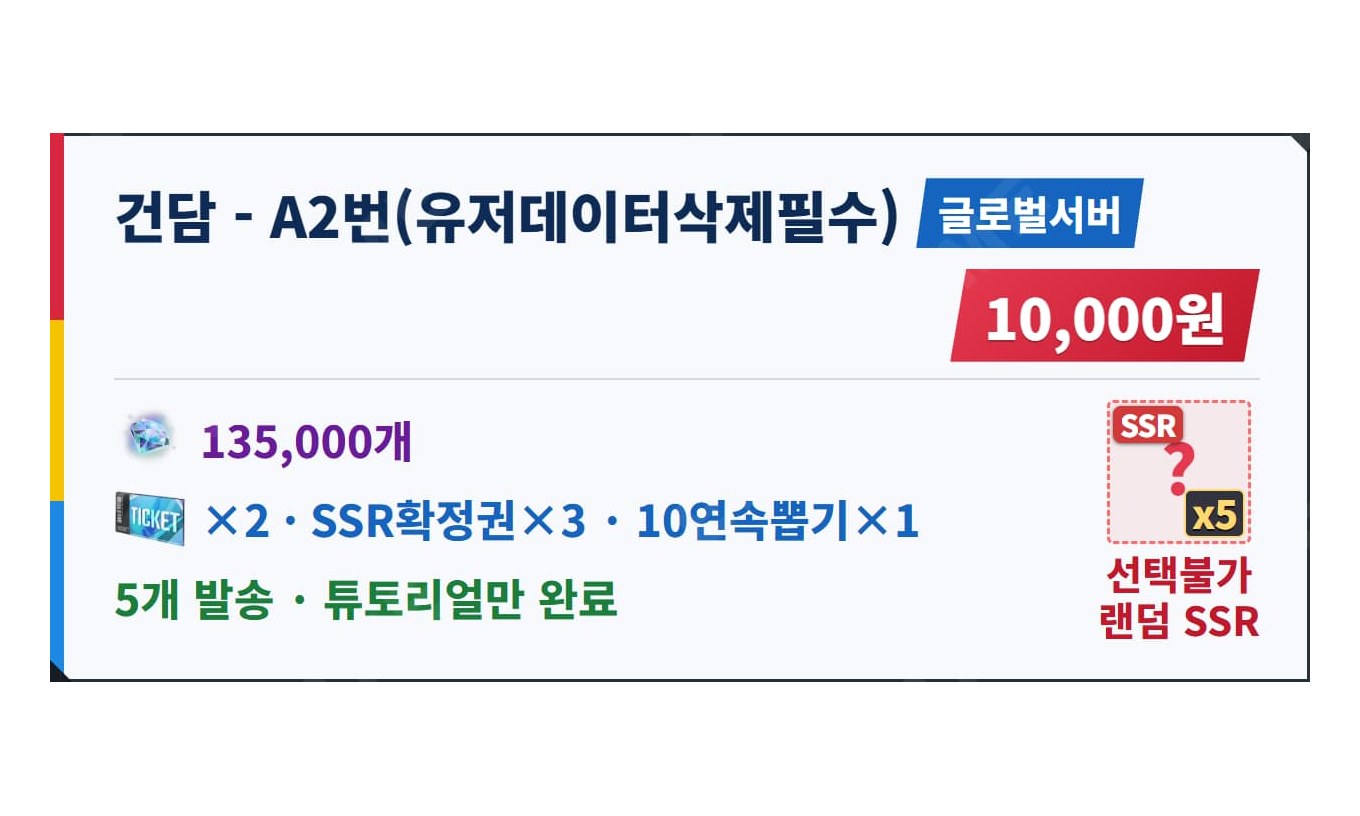 건담 - A2번(유저데이터삭제필수) 글로벌서버
10,000원
135,000개
TICKET ×2 · SSR확정권×3 · 10연속뽑기×1
5개 발송 · 튜토리얼만 완료
SSR
?
x5
선택불가
랜덤 SSR